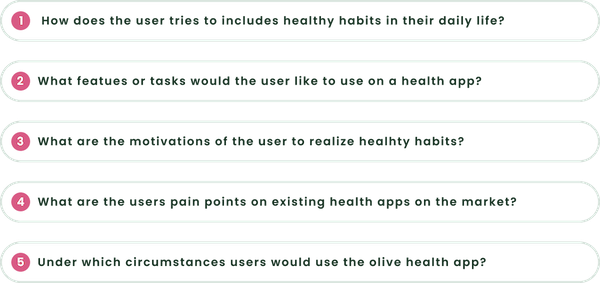 1 How does the user tries to includes healthy habits in their daily life?
2 What featues or tasks would the user like to use on a health app?
3 What are the motivations of the user to realize healhty habits?
4 What are the users pain points on existing health apps on the market?
5 Under which circumstances users would use the olive health app?